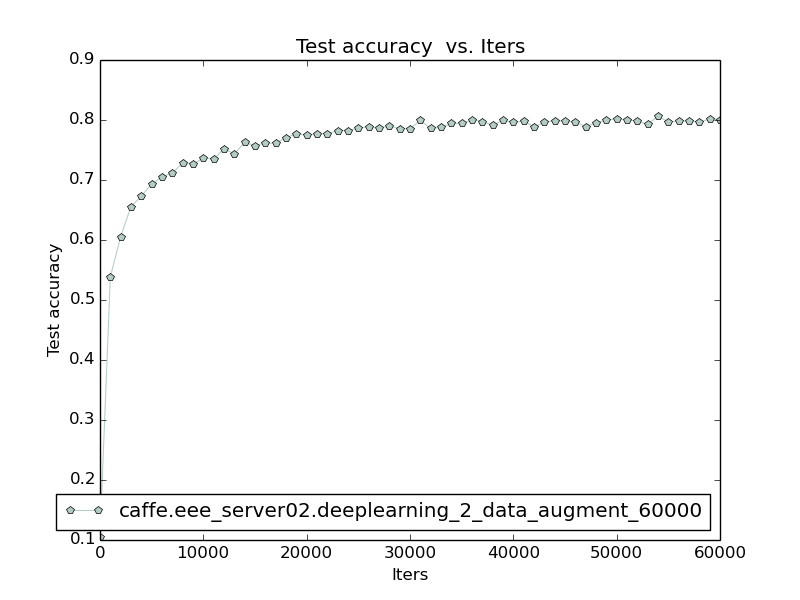 Test accuracy  vs. Iters
0.9
0.8
0.7
0.6
0.5
0.4
0.3
0.2
0.1
Test accuracy
caffe.eee_server02.deeplearning_2_data_augment_60000
0 10000 20000 30000 40000 50000 60000
Iters